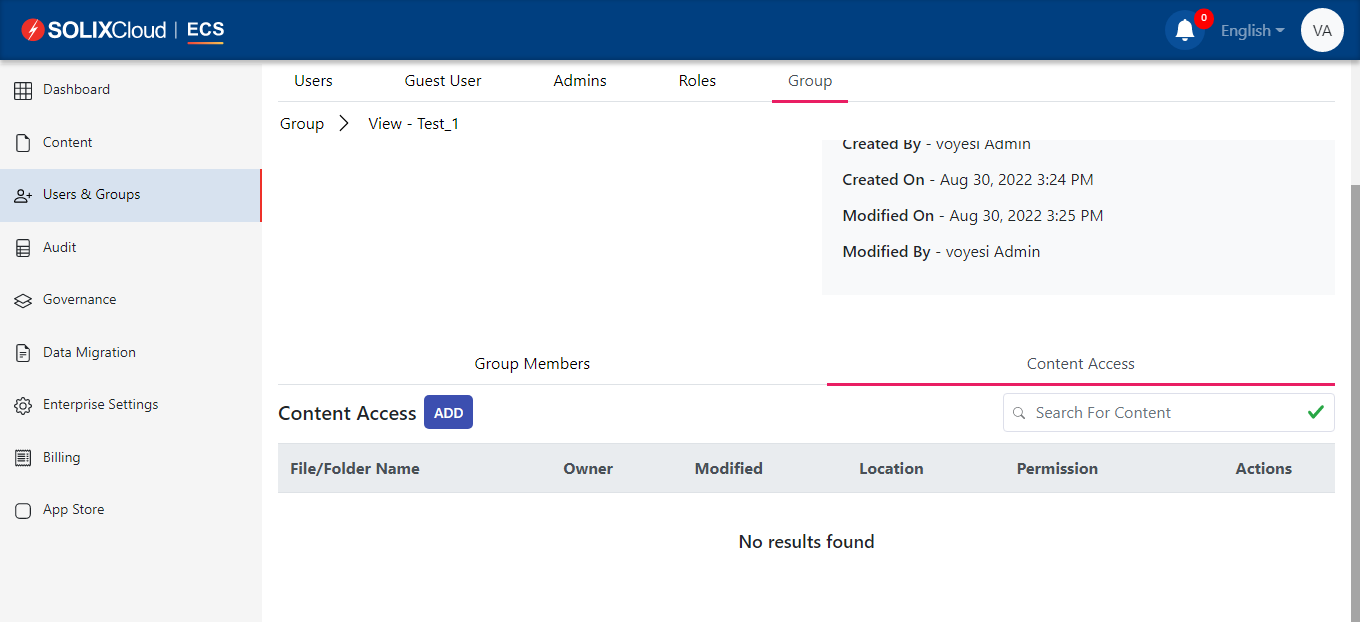 SOLIXCloud | ECS
0
English
VA
Dashboard
Content
Users & Groups
Audit
Governance
Data Migration
Enterprise Settings
Billing
App Store
Users Guest User Admins Roles Group
Group View - Test_1
Created By - voyesi Admin
Created On - Aug 30, 2022 3:24 PM
Modified On - Aug 30, 2022 3:25 PM
Modified By - voyesi Admin
Group Members Content Access
Content Access ADD Search For Content
File/Folder Name Owner Modified Location Permission Actions
No results found